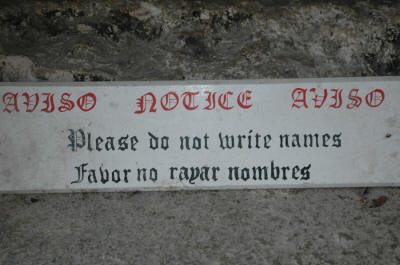 AVISO NOTICE AVISO
Please do not write names
Favor no rayar nombres